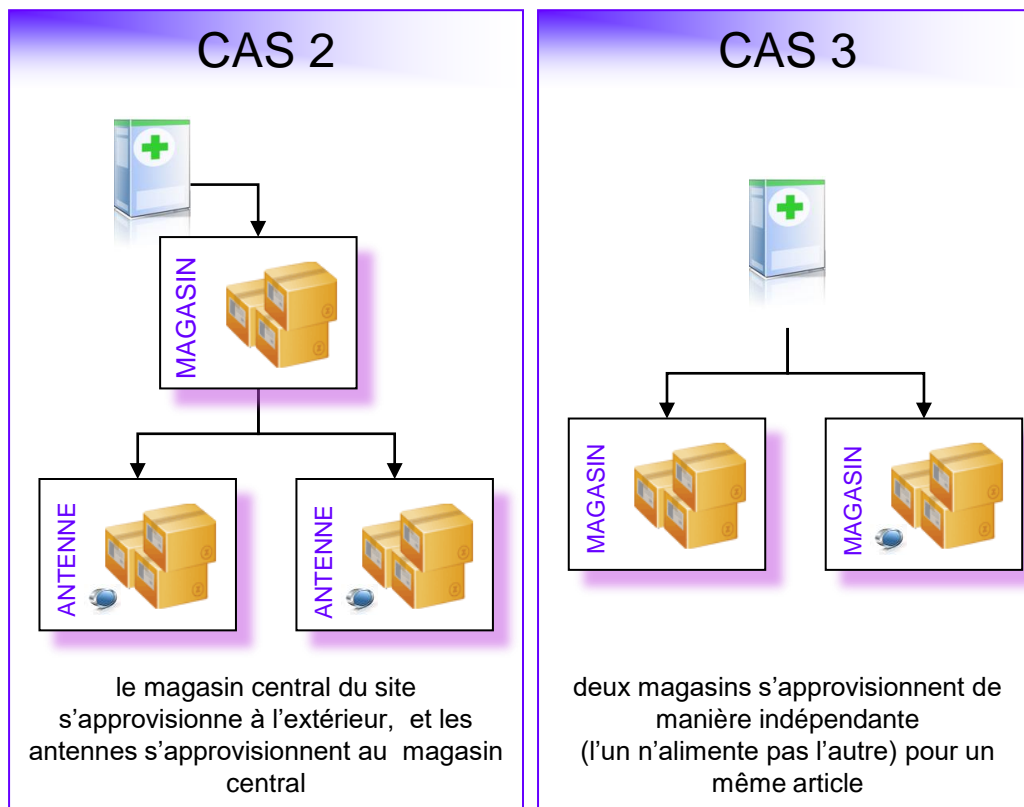 CAS 2
MAGASIN
ANTENNE
ANTENNE
le magasin central du site
s’approvisionne à l’extérieur, et les
antennes s’approvisionnent au magasin
central
CAS 3
MAGASIN
MAGASIN
deux magasins s’approvisionnent de
manière indépendante
(l’un n’alimente pas l’autre) pour un
même article